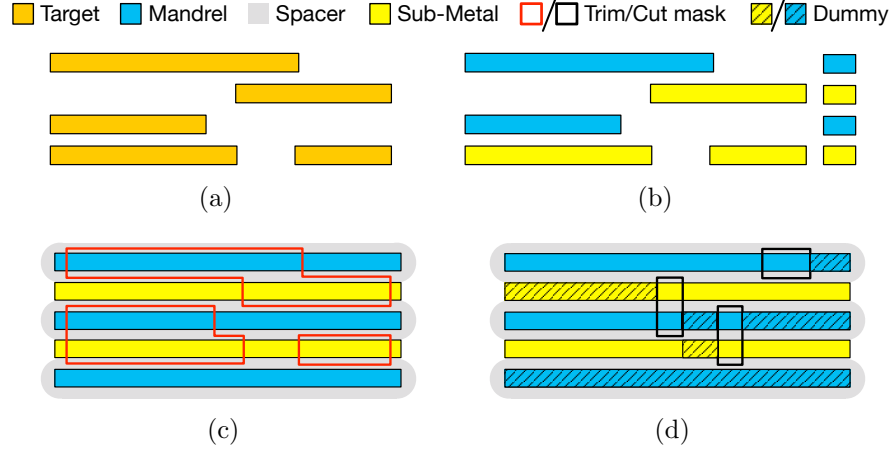 Target Mandrel Spacer Sub-Metal / Trim/Cut mask / Dummy
(a) (b)
(c) (d)